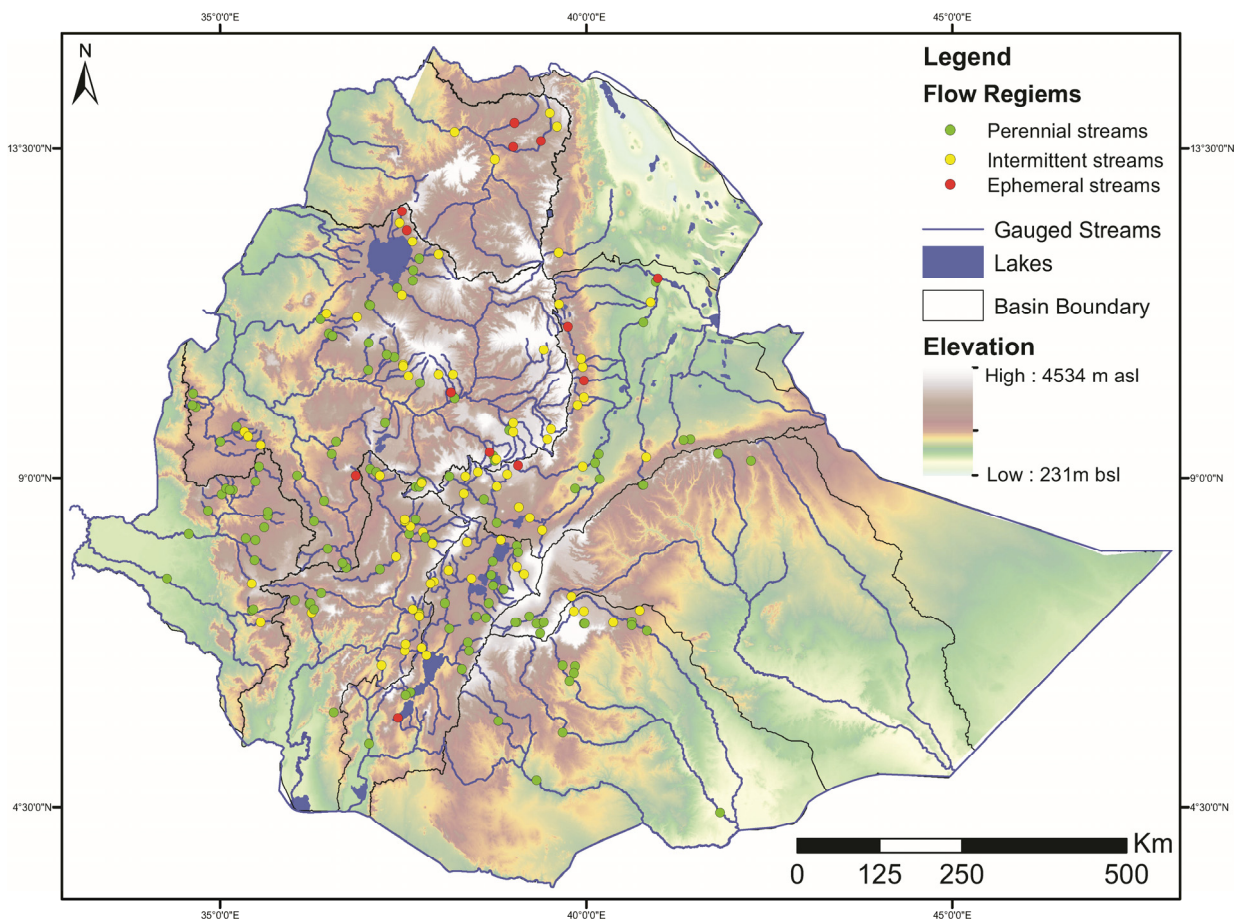 35°0'0"E 40°0'0"E 45°0'0"E
N
Legend
Flow Regiems
Perennial streams
Intermittent streams
Ephemeral streams
Gauged Streams
Lakes
Basin Boundary
Elevation
High : 4534 m asl
Low : 231m bsl
13°30'0"N 13°30'0"N
9°0'0"N 9°0'0"N
4°30'0"N 4°30'0"N
Km
0 125 250 500
35°0'0"E 40°0'0"E 45°0'0"E